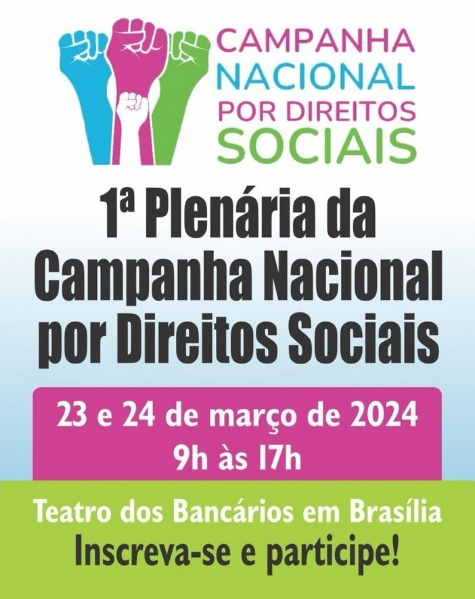 CAMPANHA
NACIONAL
POR DIREITOS
SOCIAIS
1ª Plenária da
Campanha Nacional
por Direitos Sociais
23 e 24 de março de 2024
9h às 17h
Teatro dos Bancários em Brasília
Inscreva-se e participe!